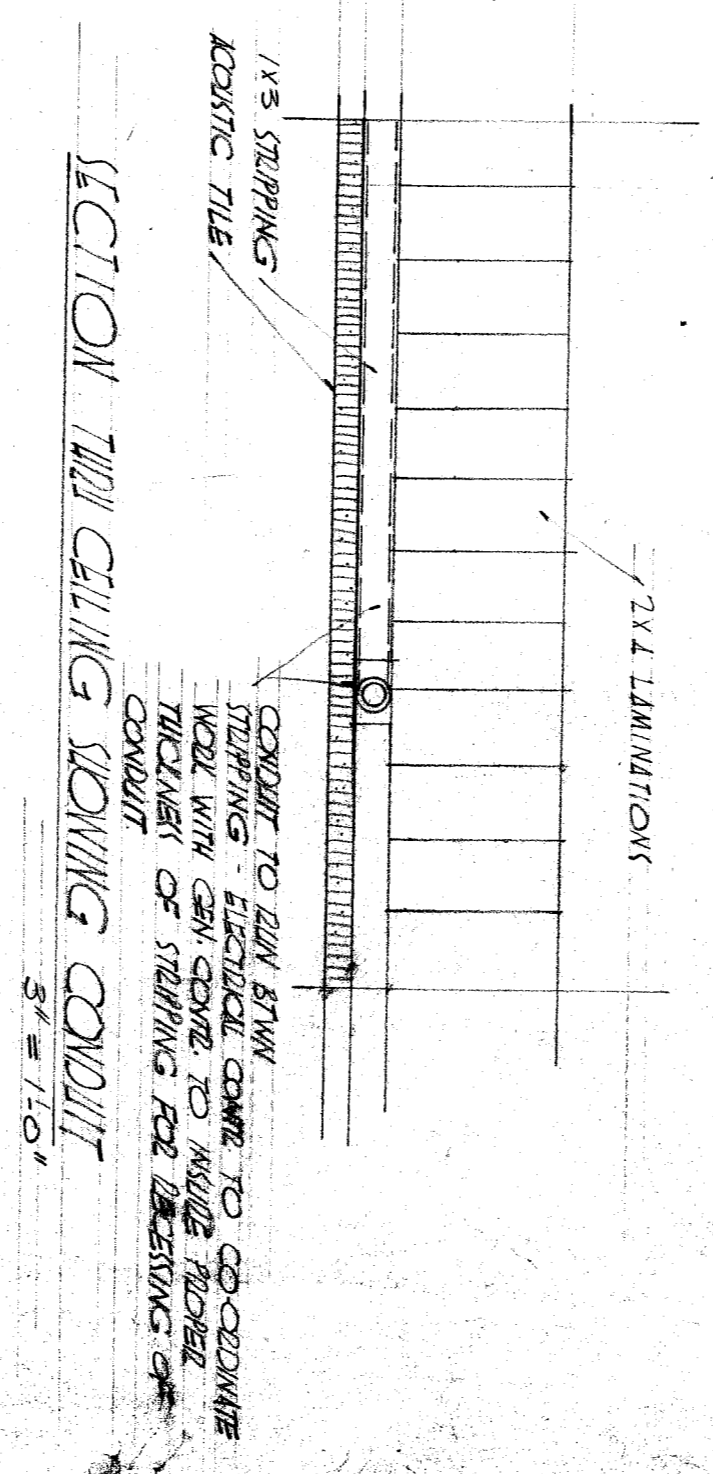 2X4 LAMINATIONS
1X3 STRIPPING
ACOUSTIC TILE
CONDUIT TO RUN BTWN
STRIPPING - ELECTRICAL CONTR. TO CO-ORDINATE
WORK WITH GEN. CONTR. TO INSURE PROPER
THICKNESS OF STRIPPING FOR RECESSING OF
CONDUIT
SECTION THRU CEILING SHOWING CONDUIT
3" = 1'-0"